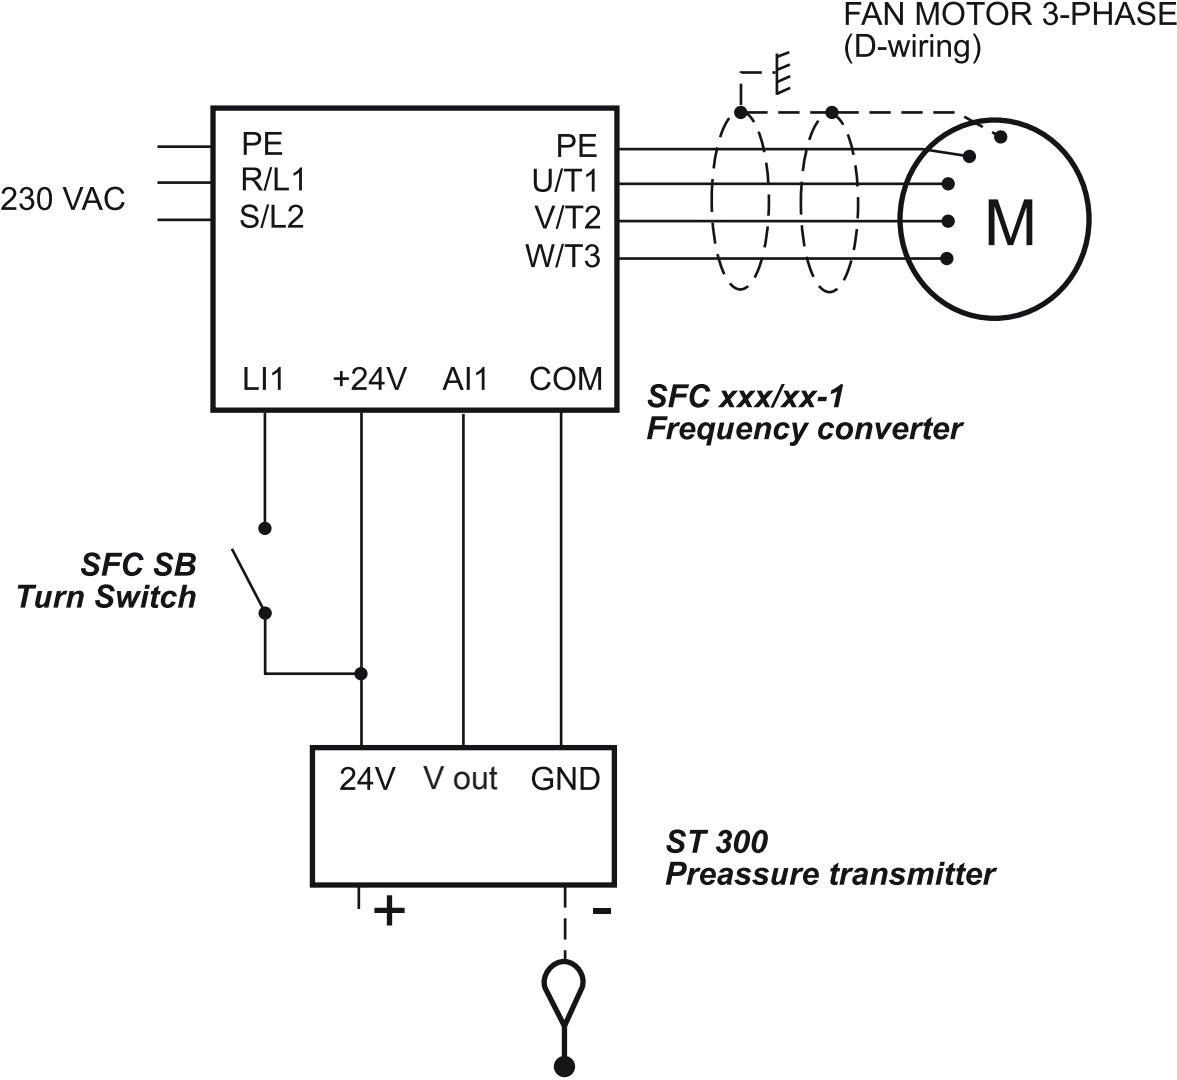 FAN MOTOR 3-PHASE
(D-wiring)
PE
R/L1
S/L2
230 VAC
PE
U/T1
V/T2
W/T3
M
LI1 +24V AI1 COM
SFC xxx/xx-1
Frequency converter
SFC SB
Turn Switch
24V V out GND
ST 300
Preassure transmitter
+ -